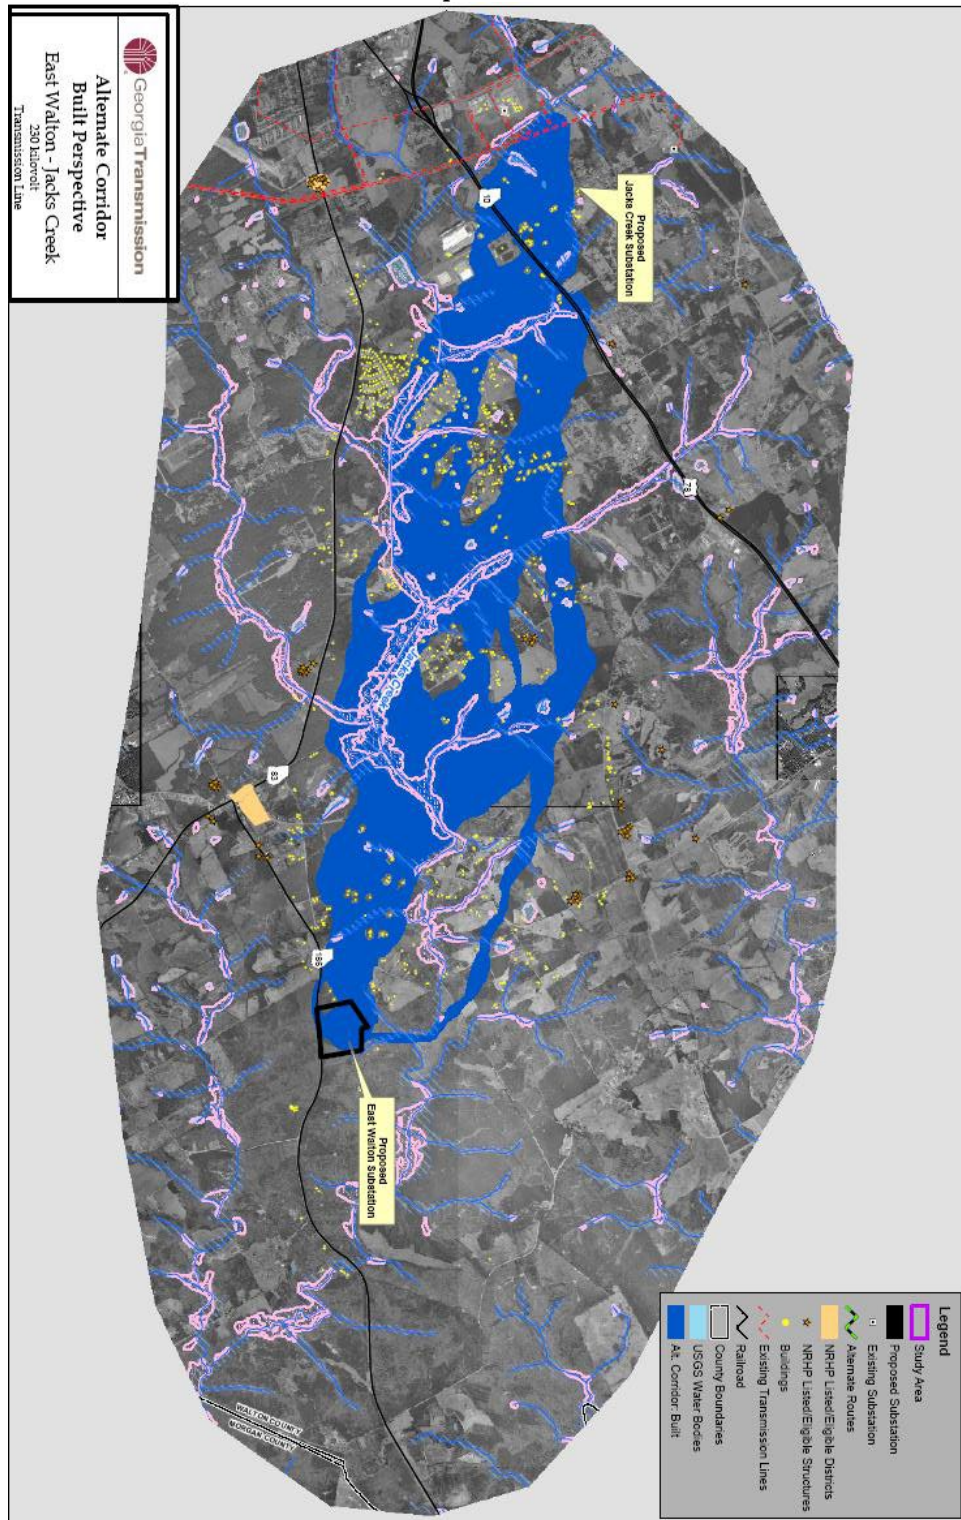 GeorgiaTransmission
Alternate Corridor
Built Perspective
East Walton - Jacks Creek
230 kilovolt
Transmission Line
Proposed
Jacks Creek Substation
10
78
Jacks Creek
83
186
Proposed
East Walton Substation
WALTON COUNTY
MORGAN COUNTY
Legend
Study Area
Proposed Substation
Existing Substation
Alternate Routes
NRHP Listed/Eligible Districts
NRHP Listed/Eligible Structures
Buildings
Existing Transmission Lines
Railroad
County Boundaries
USGS Water Bodies
Alt. Corridor: Built